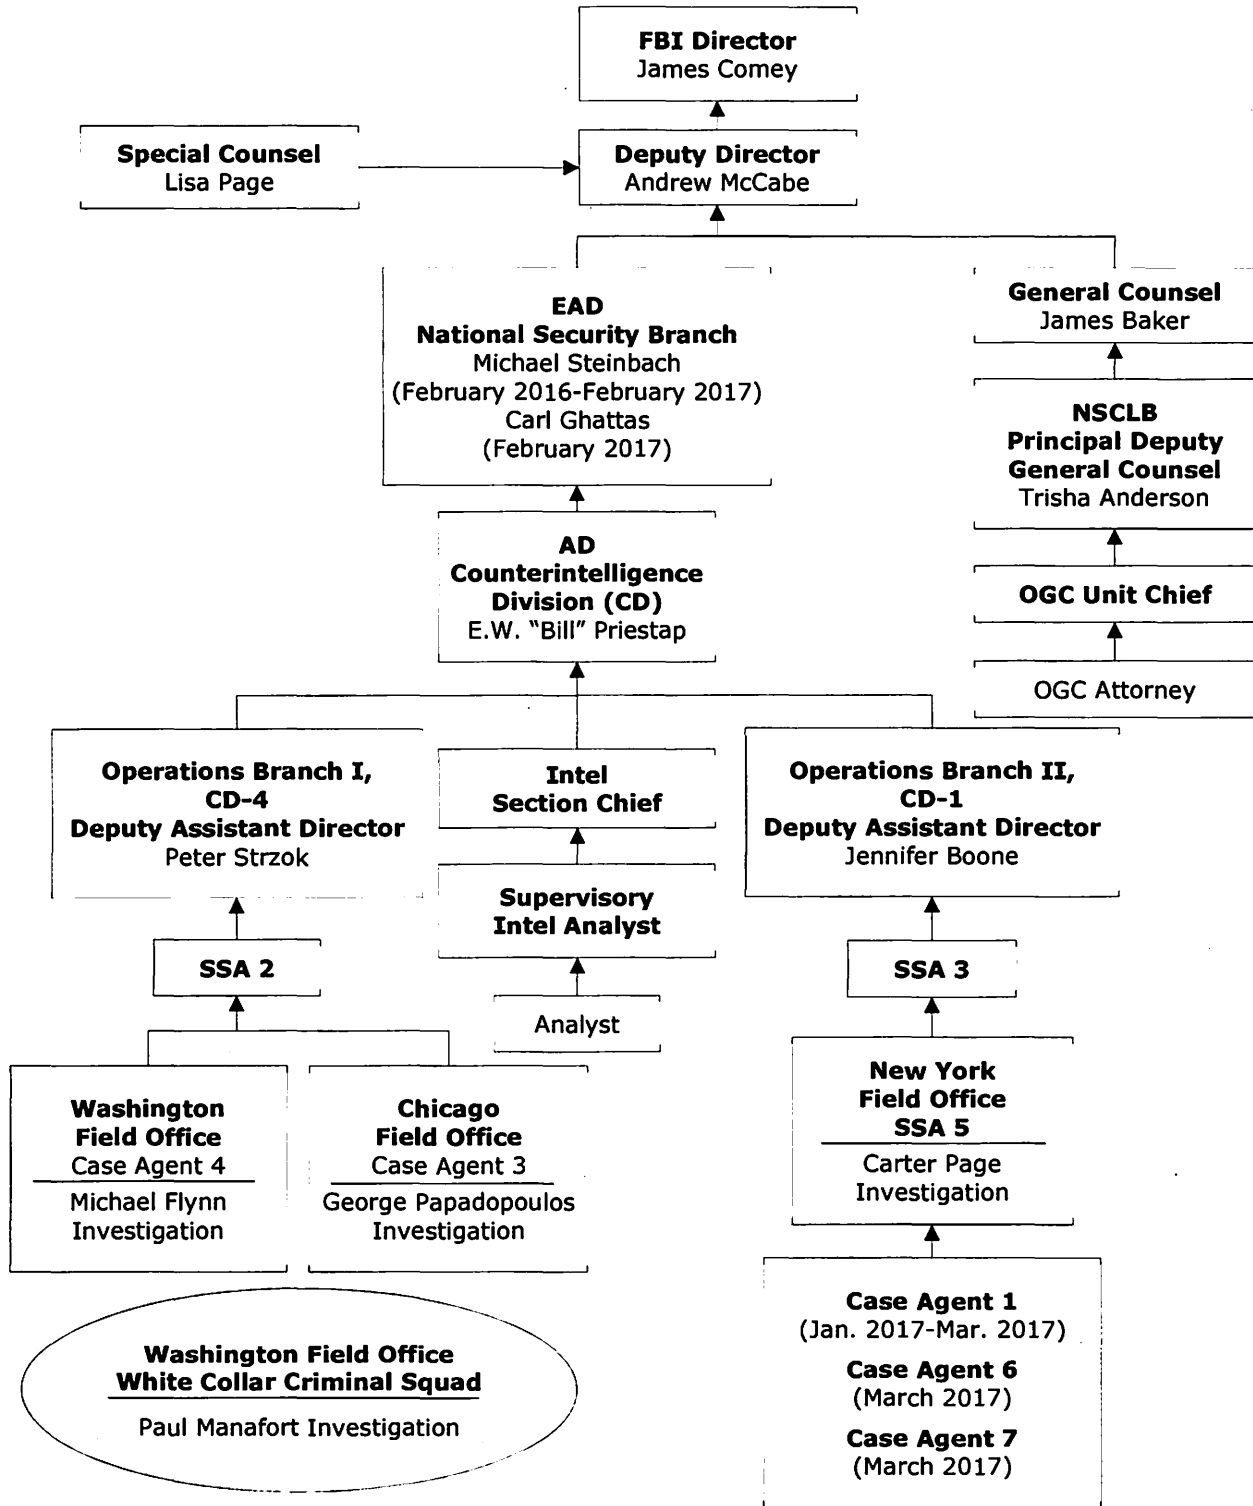 FBI Director
James Comey
Special Counsel
Lisa Page
Deputy Director
Andrew McCabe
EAD
National Security Branch
Michael Steinbach
(February 2016-February 2017)
Carl Ghattas
(February 2017)
General Counsel
James Baker
NSCLB
Principal Deputy
General Counsel
Trisha Anderson
OGC Unit Chief
OGC Attorney
AD
Counterintelligence
Division (CD)
E.W. “Bill” Priestap
Operations Branch I,
CD-4
Deputy Assistant Director
Peter Strzok
Intel
Section Chief
Operations Branch II,
CD-1
Deputy Assistant Director
Jennifer Boone
Supervisory
Intel Analyst
Analyst
SSA 2
SSA 3
Washington
Field Office
Case Agent 4
Michael Flynn
Investigation
Chicago
Field Office
Case Agent 3
George Papadopoulos
Investigation
New York
Field Office
SSA 5
Carter Page
Investigation
Case Agent 1
(Jan. 2017-Mar. 2017)
Case Agent 6
(March 2017)
Case Agent 7
(March 2017)
Washington Field Office
White Collar Criminal Squad
Paul Manafort Investigation